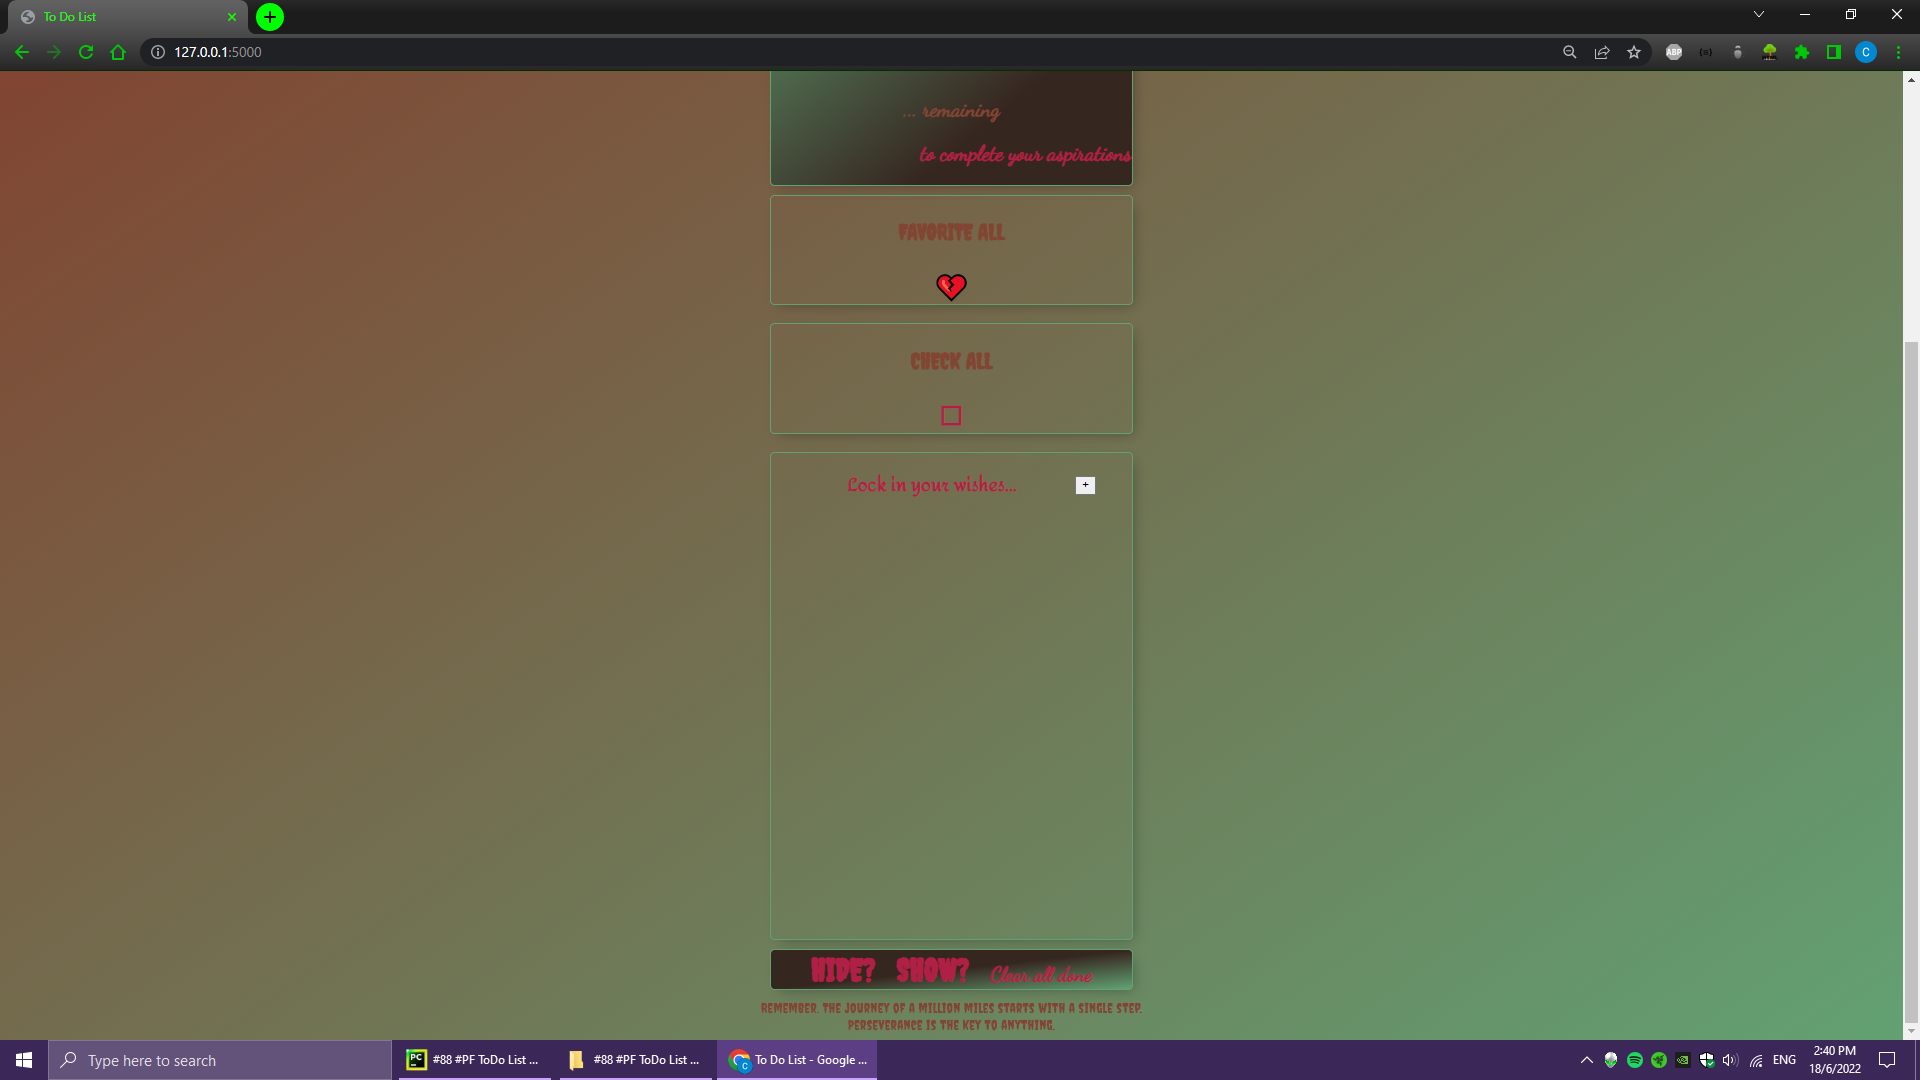 To Do List
127.0.0.1:5000
ABP
C
... remaining
to complete your aspirations
FAVORITE ALL
CHECK ALL
Lock in your wishes...
+
HIDE? SHOW? Clear all done
REMEMBER. THE JOURNEY OF A MILLION MILES STARTS WITH A SINGLE STEP.
PERSEVERANCE IS THE KEY TO ANYTHING.
Type here to search
PC
#88 #PF ToDo List ...
#88 #PF ToDo List ...
C
To Do List - Google ...
ENG
2:40 PM
18/6/2022